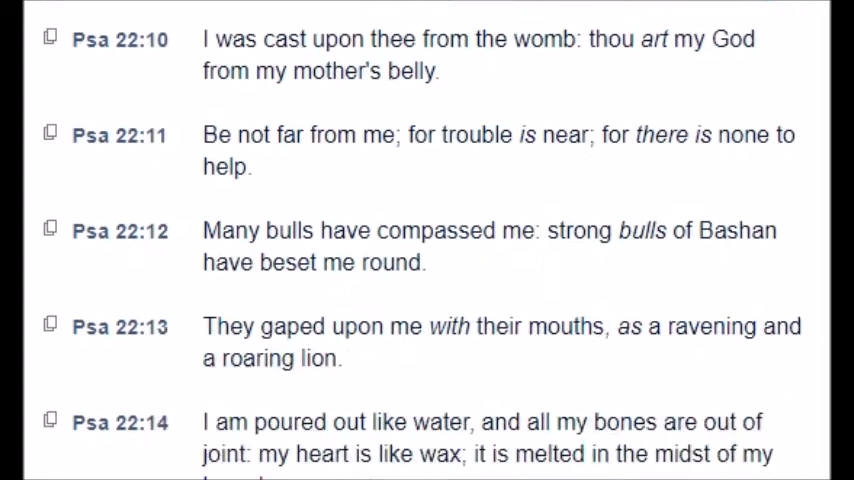 Psa 22:10 I was cast upon thee from the womb: thou art my God
from my mother's belly.
Psa 22:11 Be not far from me; for trouble is near; for there is none to
help.
Psa 22:12 Many bulls have compassed me: strong bulls of Bashan
have beset me round.
Psa 22:13 They gaped upon me with their mouths, as a ravening and
a roaring lion.
Psa 22:14 I am poured out like water, and all my bones are out of
joint: my heart is like wax; it is melted in the midst of my